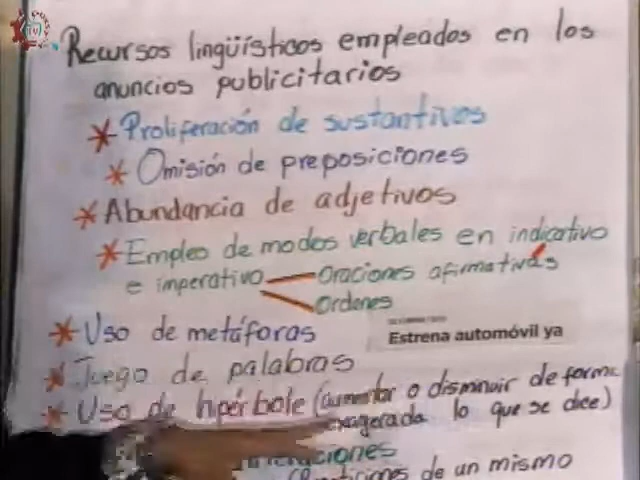 Recursos lingüísticos empleados en los
anuncios publicitarios
* Proliferación de sustantivos
* Omisión de preposiciones
* Abundancia de adjetivos
* Empleo de modos verbales en indicativo
e imperativo — oraciones afirmativas
ordenes
* Uso de metáforas
Estrena automóvil ya
* Juego de palabras
* Uso de hipérbole (aumentar o disminuir de forma
exagerada lo que se dice)
de un mismo